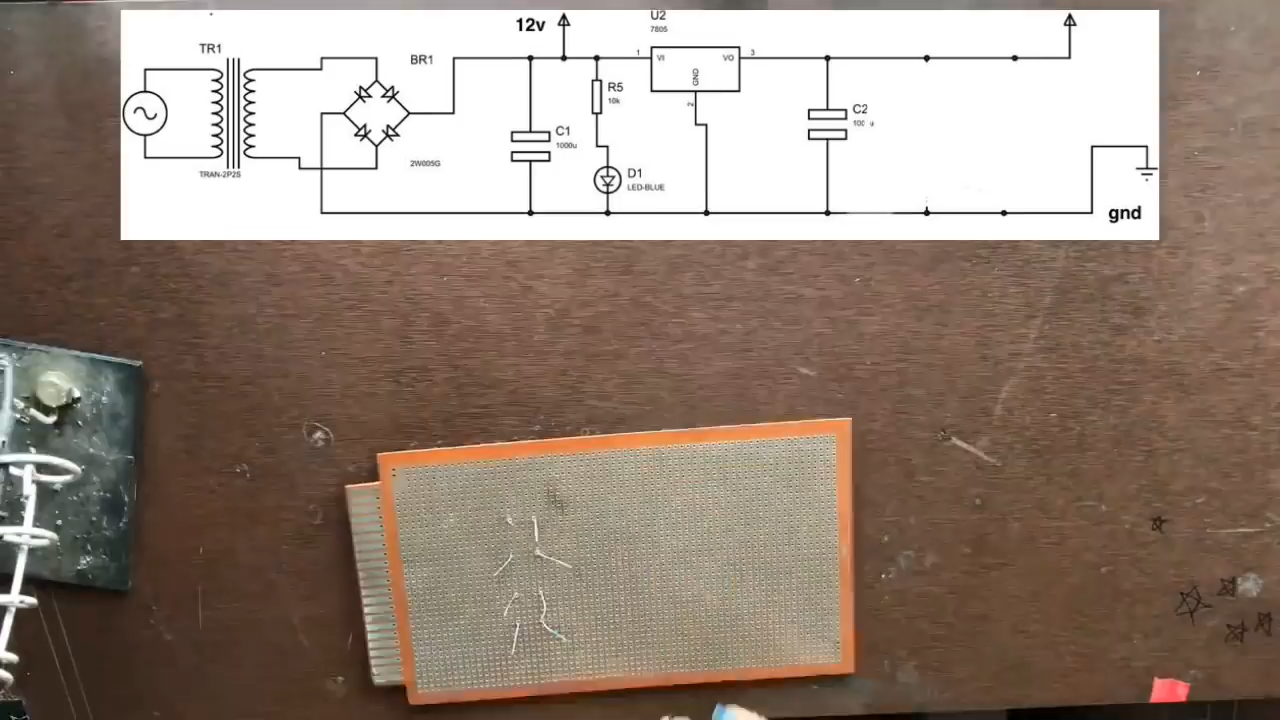 12v
U2
7805
TR1
BR1
1
VI
VO
3
GND
2
R5
10k
C2
100 u
C1
1000u
2W005G
TRAN-2P2S
D1
LED-BLUE
gnd